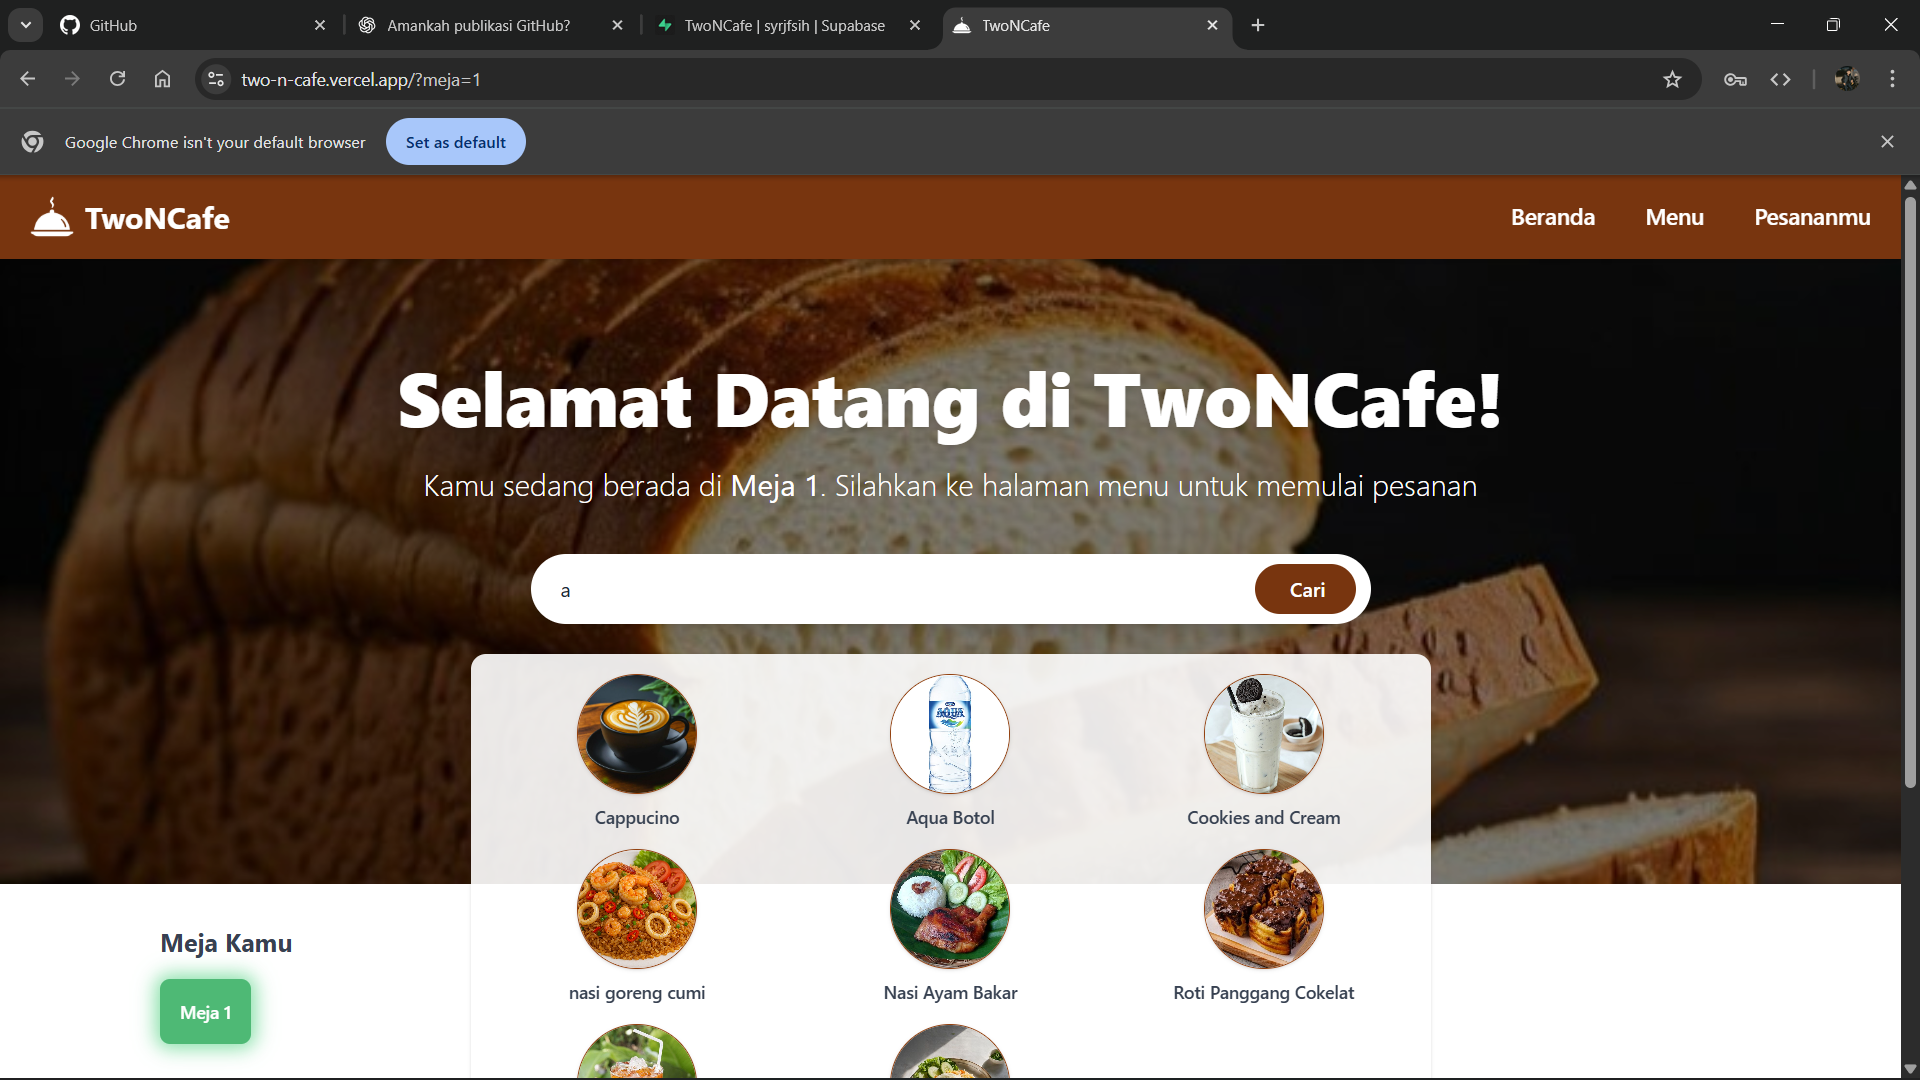 GitHub
Amankah publikasi GitHub?
TwoNCafe | syrjfsih | Supabase
TwoNCafe
two-n-cafe.vercel.app/?meja=1
Google Chrome isn't your default browser
Set as default
TwoNCafe
Beranda
Menu
Pesananmu
Selamat Datang di TwoNCafe!
Kamu sedang berada di Meja 1. Silahkan ke halaman menu untuk memulai pesanan
a
Cari
AQUA
Cappucino
Aqua Botol
Cookies and Cream
nasi goreng cumi
Nasi Ayam Bakar
Roti Panggang Cokelat
Meja Kamu
Meja 1